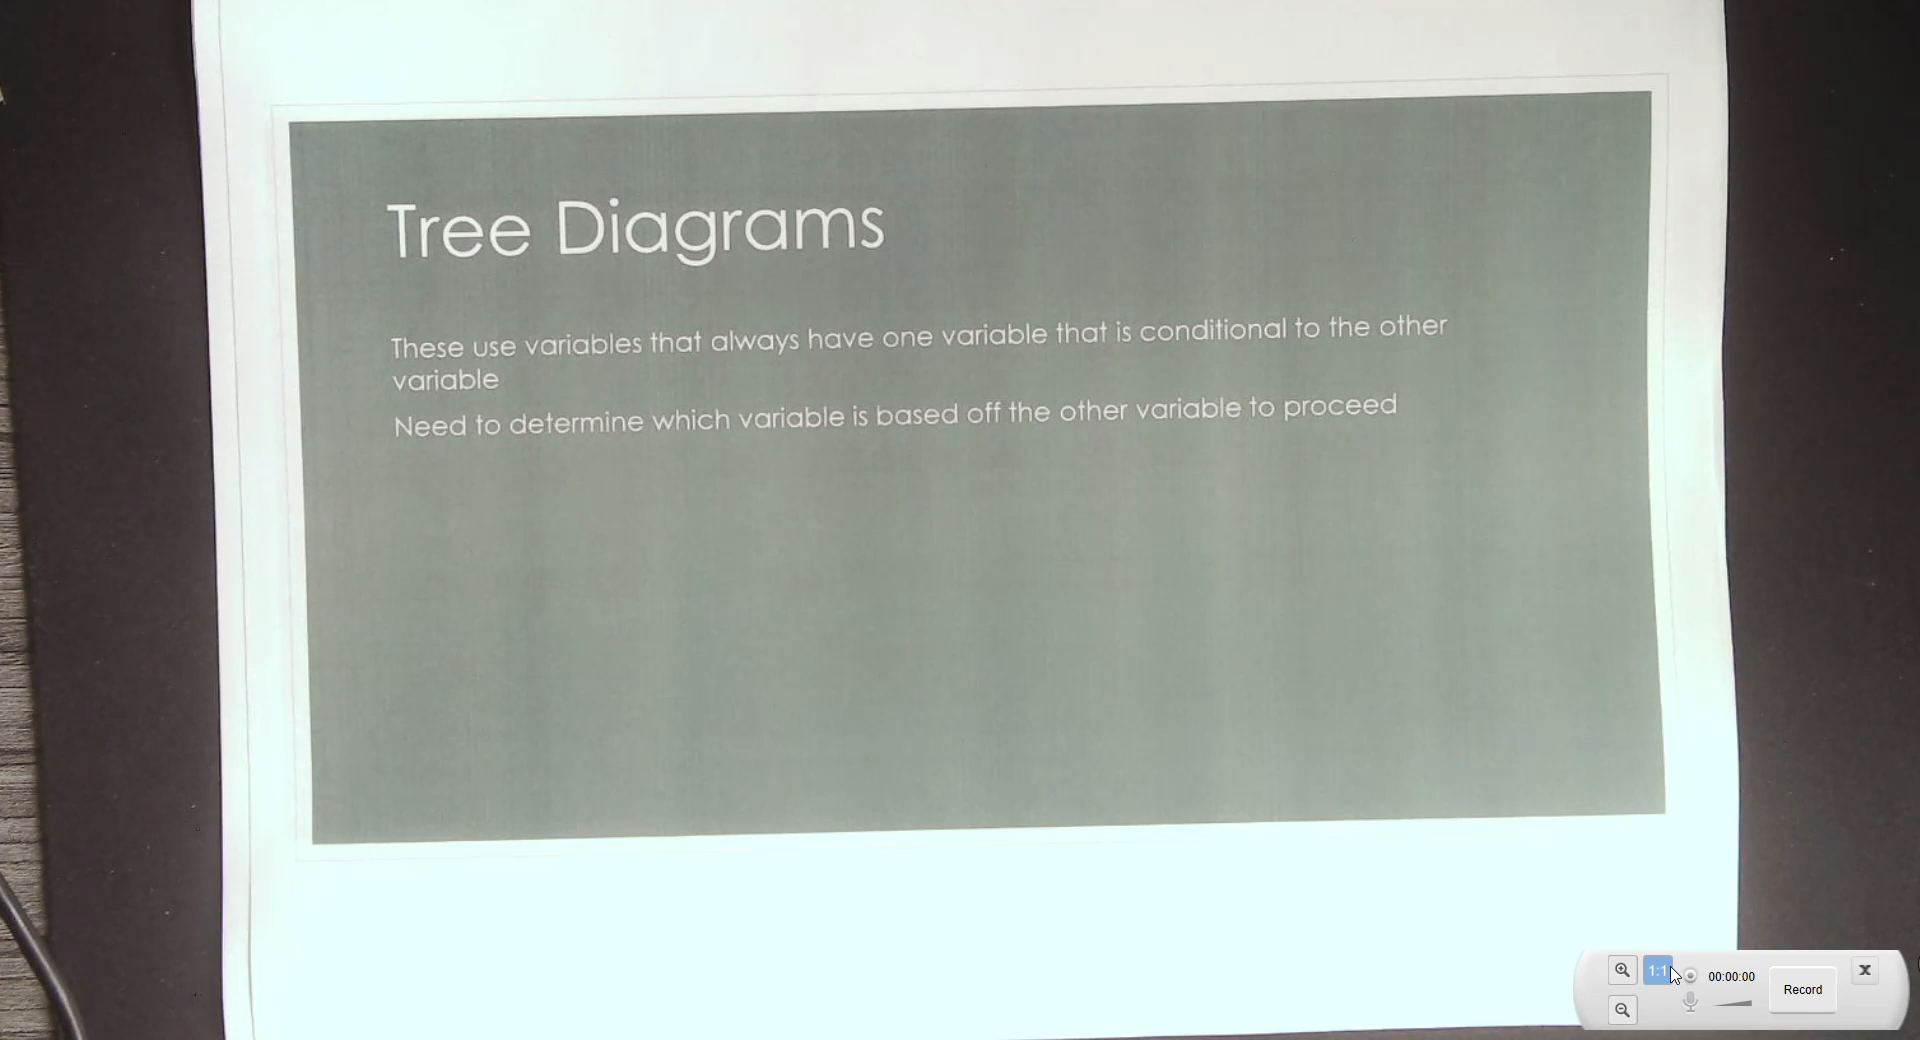 Tree Diagrams
These use variables that always have one variable that is conditional to the other
variable
Need to determine which variable is based off the other variable to proceed
1:1
00:00:00
Record
x